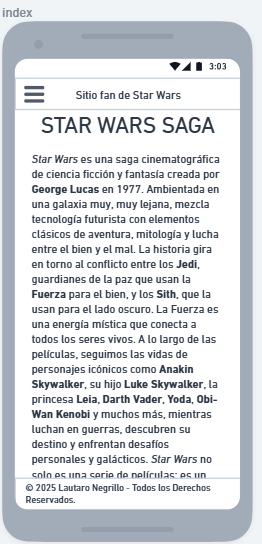 index
3:03
Sitio fan de Star Wars
STAR WARS SAGA
Star Wars es una saga cinematográfica
de ciencia ficción y fantasía creada por
George Lucas en 1977. Ambientada en
una galaxia muy, muy lejana, mezcla
tecnología futurista con elementos
clásicos de aventura, mitología y lucha
entre el bien y el mal. La historia gira
en torno al conflicto entre los Jedi,
guardianes de la paz que usan la
Fuerza para el bien, y los Sith, que la
usan para el lado oscuro. La Fuerza es
una energía mística que conecta a
todos los seres vivos. A lo largo de las
películas, seguimos las vidas de
personajes icónicos como Anakin
Skywalker, su hijo Luke Skywalker, la
princesa Leia, Darth Vader, Yoda, Obi-
Wan Kenobi y muchos más, mientras
luchan en guerras, descubren su
destino y enfrentan desafíos
personales y galácticos. Star Wars no
solo es una serie de películas: es un
© 2025 Lautaro Negrillo - Todos los Derechos
Reservados.